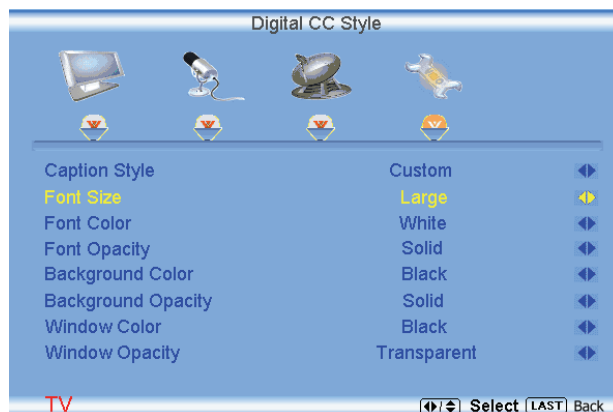 Digital CC Style
Caption Style Custom
Font Size Large
Font Color White
Font Opacity Solid
Background Color Black
Background Opacity Solid
Window Color Black
Window Opacity Transparent
TV Select LAST Back